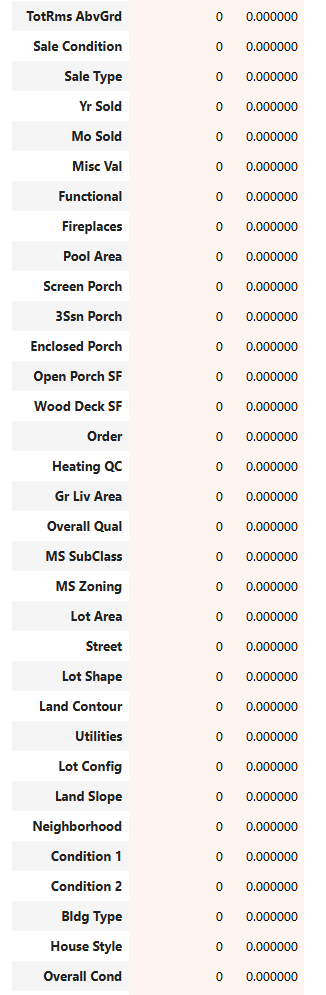 TotRms AbvGrd 0 0.000000
Sale Condition 0 0.000000
Sale Type 0 0.000000
Yr Sold 0 0.000000
Mo Sold 0 0.000000
Misc Val 0 0.000000
Functional 0 0.000000
Fireplaces 0 0.000000
Pool Area 0 0.000000
Screen Porch 0 0.000000
3Ssn Porch 0 0.000000
Enclosed Porch 0 0.000000
Open Porch SF 0 0.000000
Wood Deck SF 0 0.000000
Order 0 0.000000
Heating QC 0 0.000000
Gr Liv Area 0 0.000000
Overall Qual 0 0.000000
MS SubClass 0 0.000000
MS Zoning 0 0.000000
Lot Area 0 0.000000
Street 0 0.000000
Lot Shape 0 0.000000
Land Contour 0 0.000000
Utilities 0 0.000000
Lot Config 0 0.000000
Land Slope 0 0.000000
Neighborhood 0 0.000000
Condition 1 0 0.000000
Condition 2 0 0.000000
Bldg Type 0 0.000000
House Style 0 0.000000
Overall Cond 0 0.000000